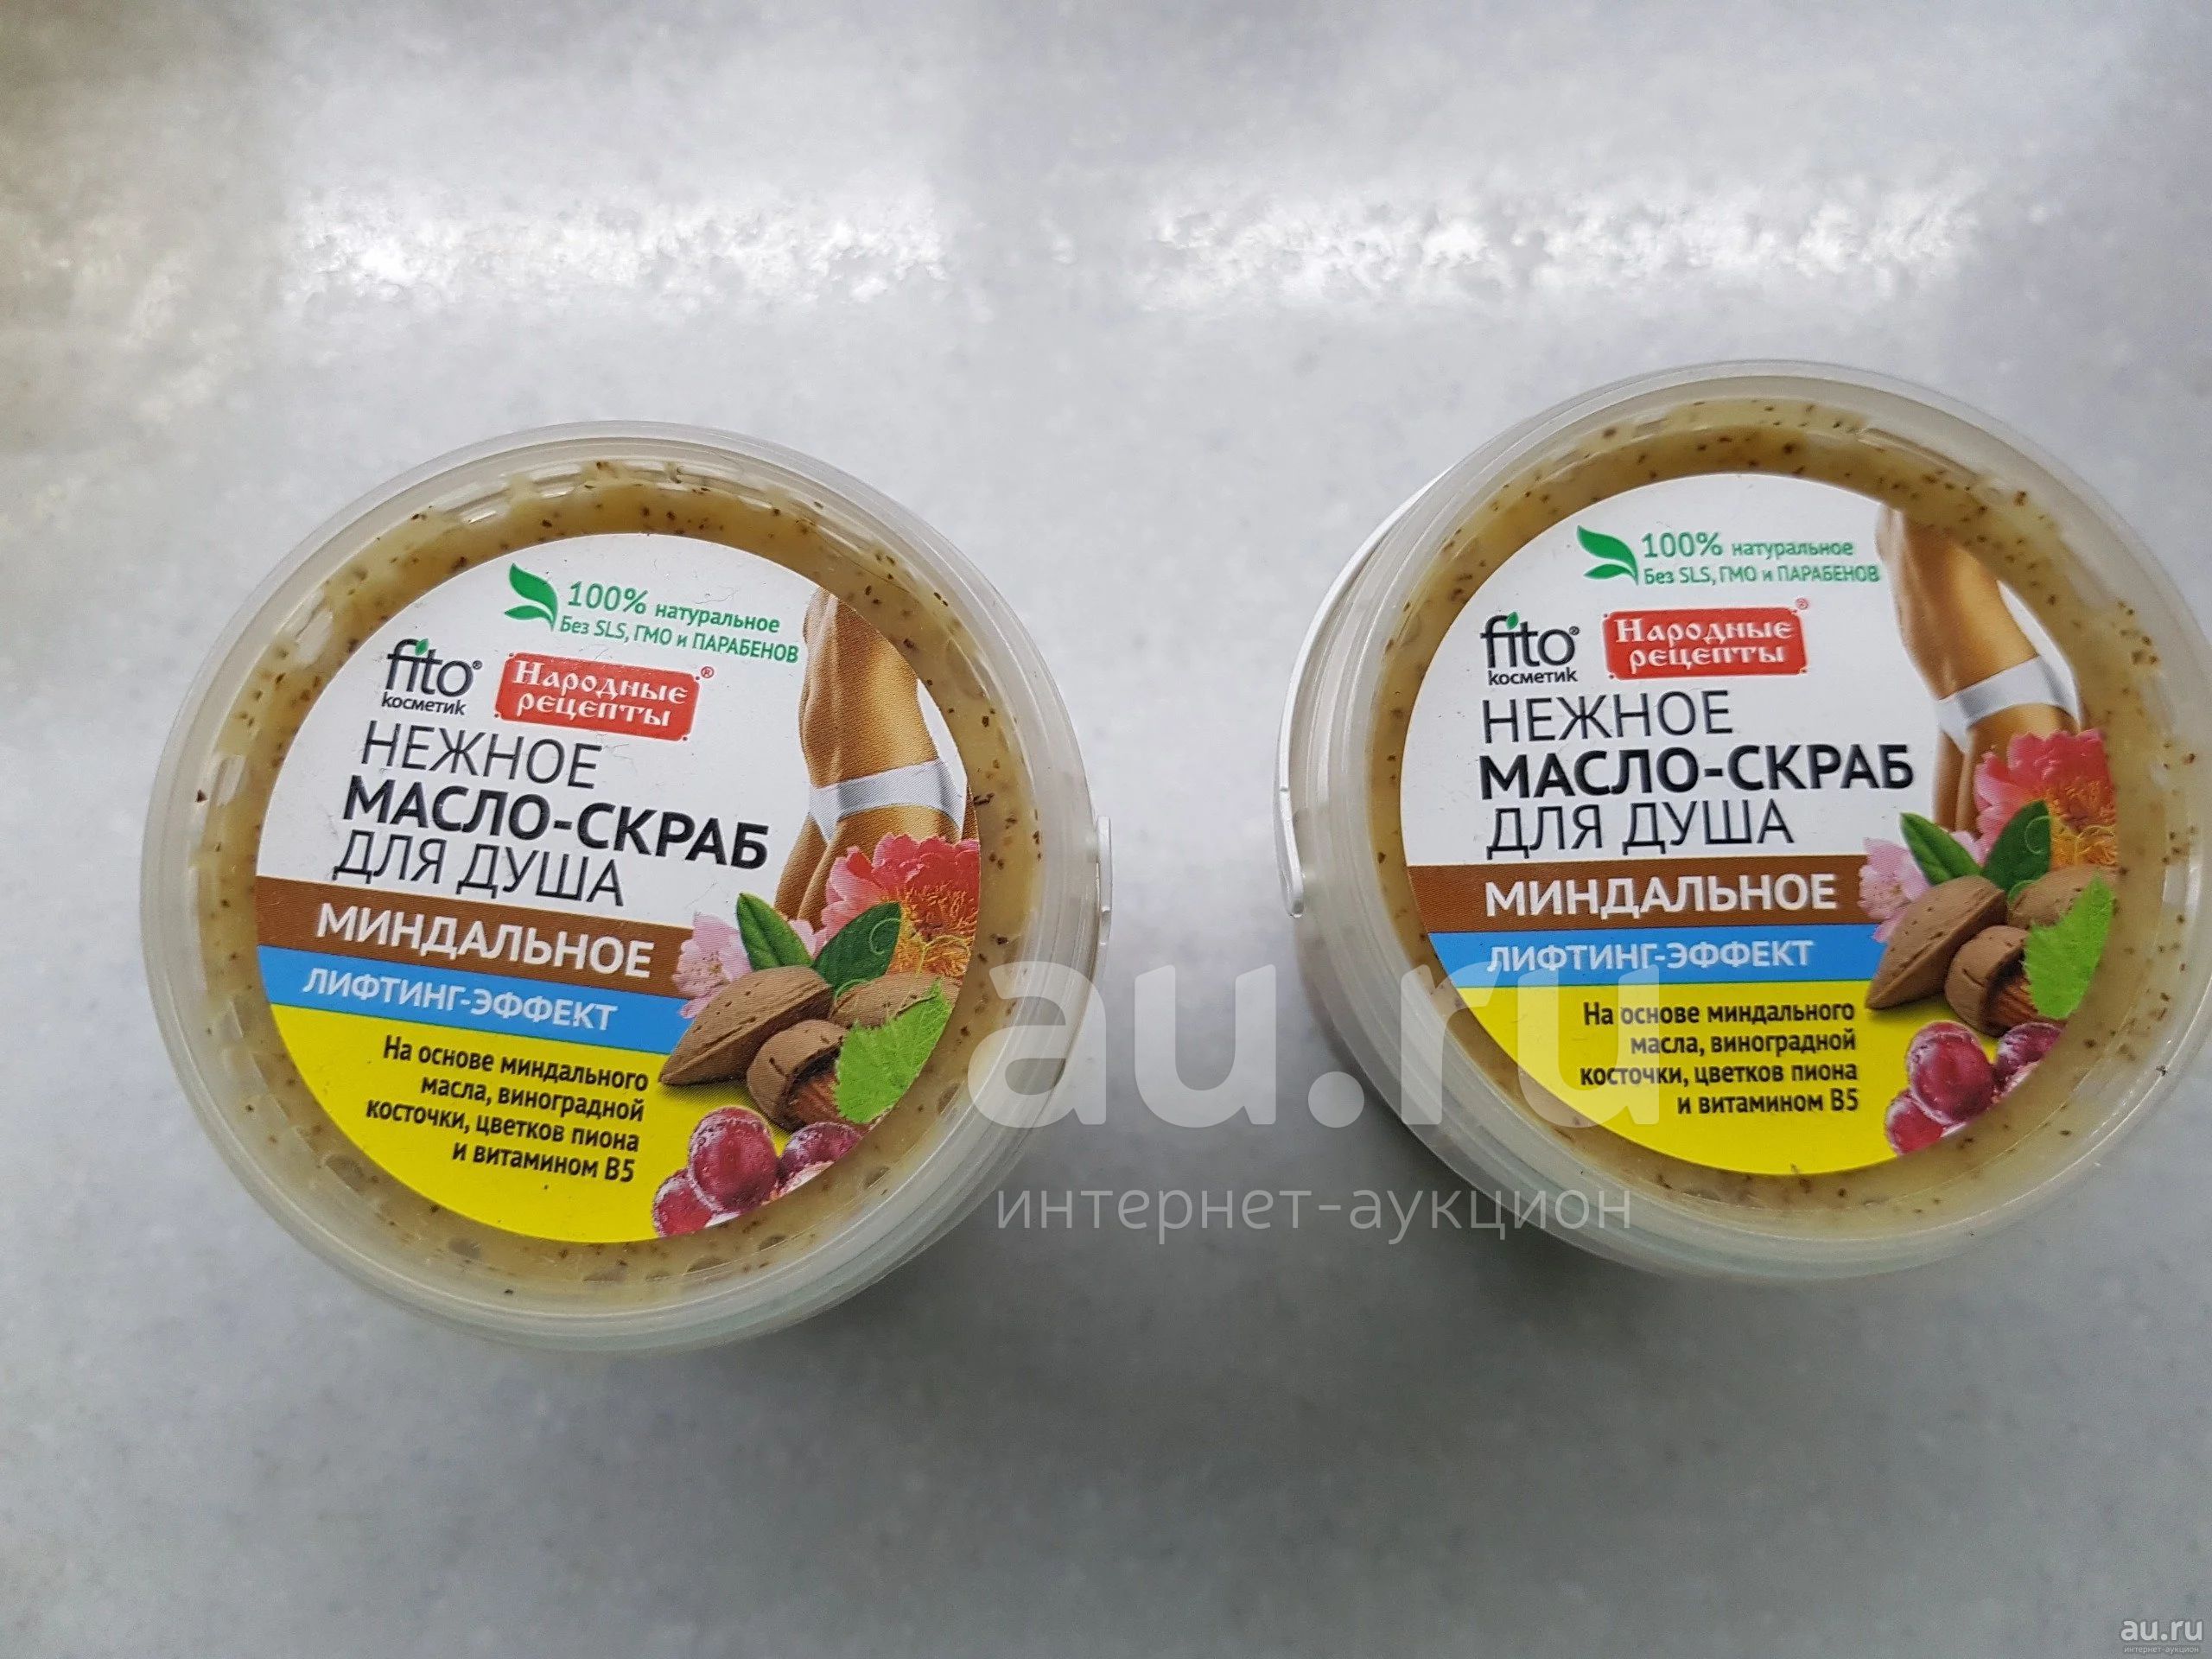 100% натуральное
Без SLS, ГМО и ПАРАБЕНОВ
fito®
косметик
Народные ®
рецепты
НЕЖНОЕ
МАСЛО-СКРАБ
ДЛЯ ДУША
МИНДАЛЬНОЕ
ЛИФТИНГ-ЭФФЕКТ
На основе миндального
масла, виноградной
косточки, цветков пиона
и витамином В5
100% натуральное
Без SLS, ГМО и ПАРАБЕНОВ
fito®
косметик
Народные ®
рецепты
НЕЖНОЕ
МАСЛО-СКРАБ
ДЛЯ ДУША
МИНДАЛЬНОЕ
ЛИФТИНГ-ЭФФЕКТ
На основе миндального
масла, виноградной
косточки, цветков пиона
и витамином В5
au.ru
интернет-аукцион
au.ru
интернет-аукцион